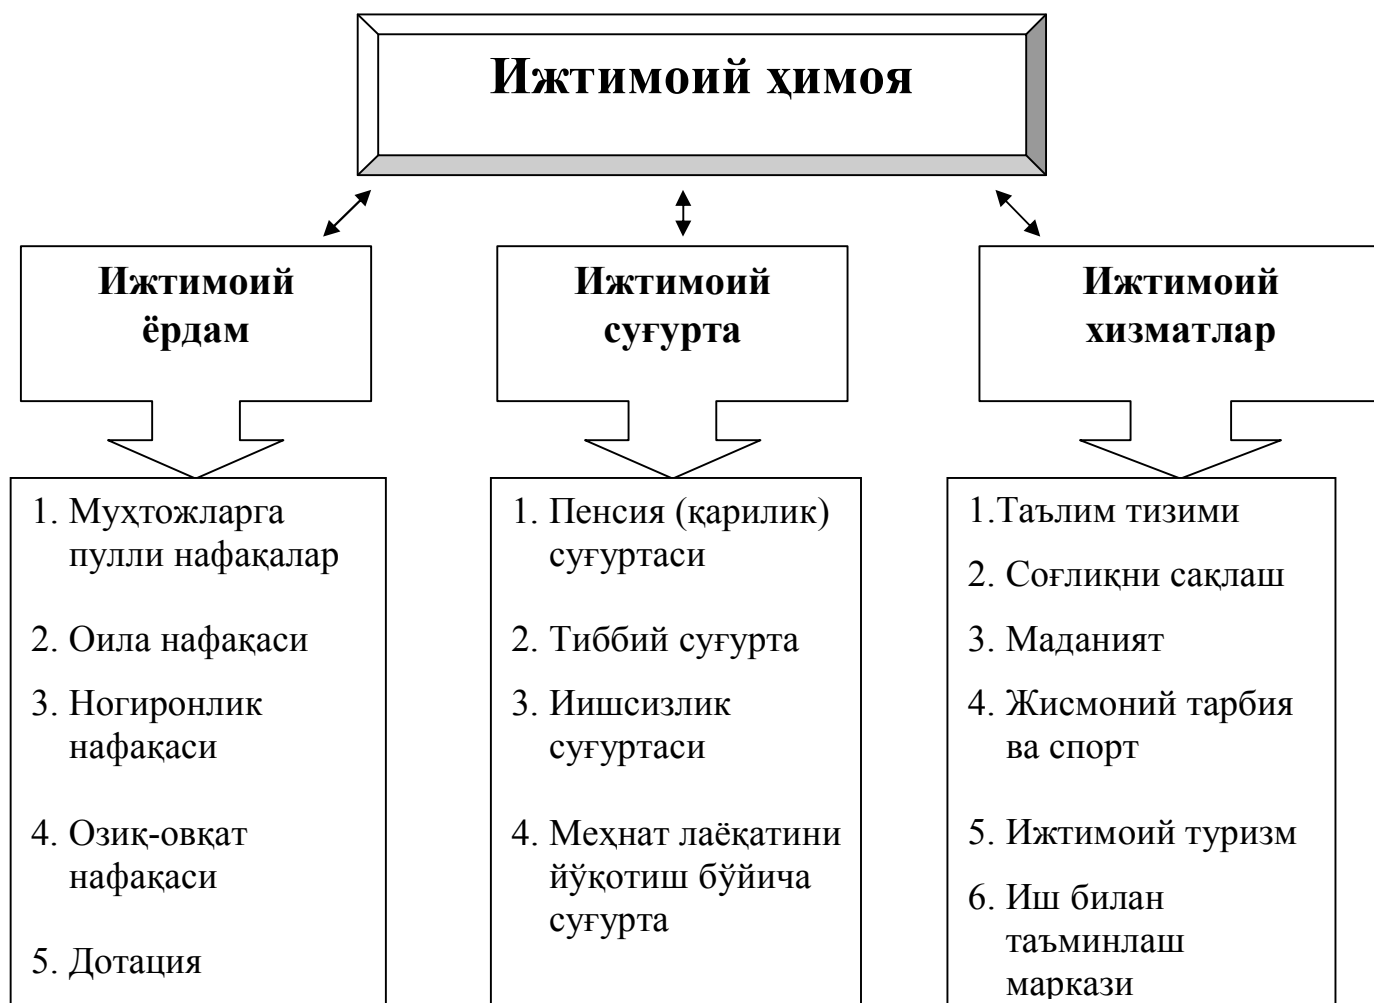 Ижтимоий ҳимоя
Ижтимоий
ёрдам
Ижтимоий
суғурта
Ижтимоий
хизматлар
1. Муҳтожларга
пулли нафақалар
2. Оила нафақаси
3. Ногиронлик
нафақаси
4. Озиқ-овқат
нафақаси
5. Дотация
1. Пенсия (қарилик)
суғуртаси
2. Тиббий суғурта
3. Иишсизлик
суғуртаси
4. Меҳнат лаёқатини
йўқотиш бўйича
суғурта
1.Таълим тизими
2. Соғлиқни сақлаш
3. Маданият
4. Жисмоний тарбия
ва спорт
5. Ижтимоий туризм
6. Иш билан
таъминлаш
маркази